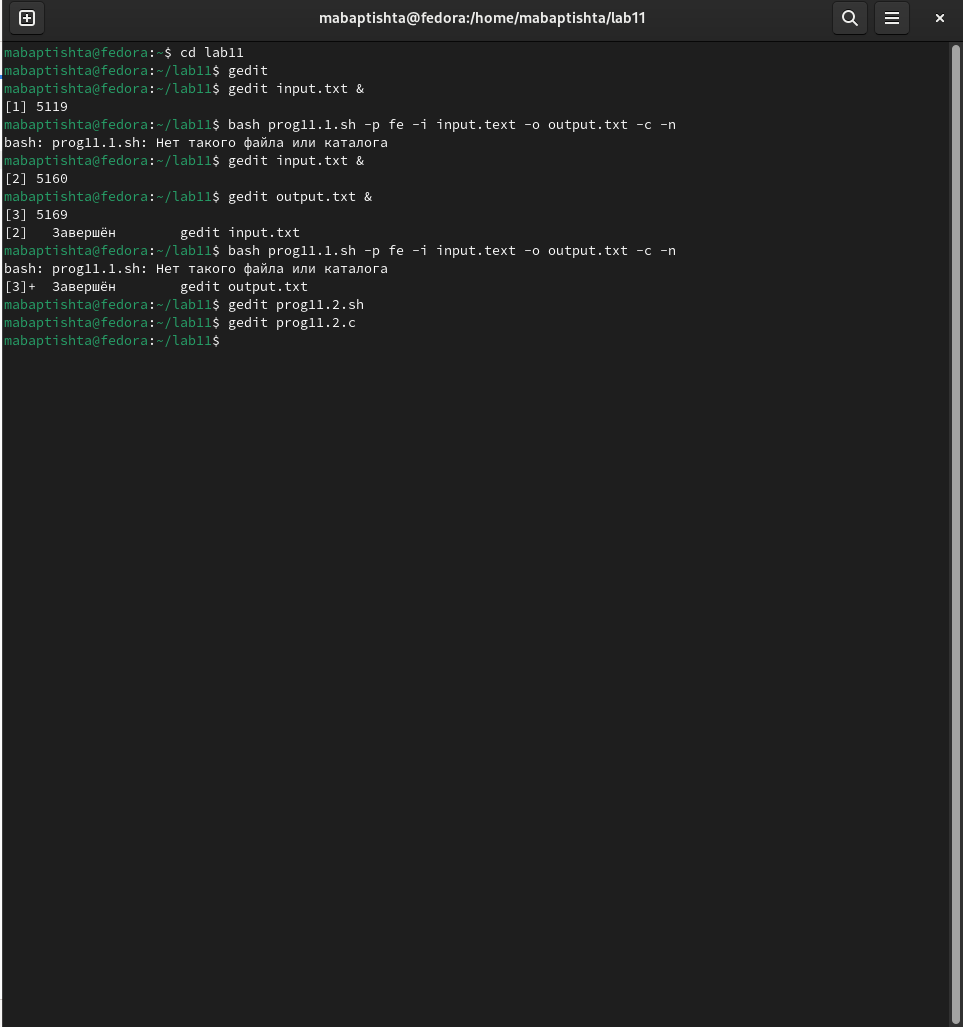 mabaptishta@fedora:/home/mabaptishta/lab11
mabaptishta@fedora:~$ cd lab11
mabaptishta@fedora:~/lab11$ gedit
mabaptishta@fedora:~/lab11$ gedit input.txt &
[1] 5119
mabaptishta@fedora:~/lab11$ bash prog11.1.sh -p fe -i input.text -o output.txt -c -n
bash: prog11.1.sh: Нет такого файла или каталога
mabaptishta@fedora:~/lab11$ gedit input.txt &
[2] 5160
mabaptishta@fedora:~/lab11$ gedit output.txt &
[3] 5169
[2]   Завершён        gedit input.txt
mabaptishta@fedora:~/lab11$ bash prog11.1.sh -p fe -i input.text -o output.txt -c -n
bash: prog11.1.sh: Нет такого файла или каталога
[3]+  Завершён        gedit output.txt
mabaptishta@fedora:~/lab11$ gedit prog11.2.sh
mabaptishta@fedora:~/lab11$ gedit prog11.2.c
mabaptishta@fedora:~/lab11$